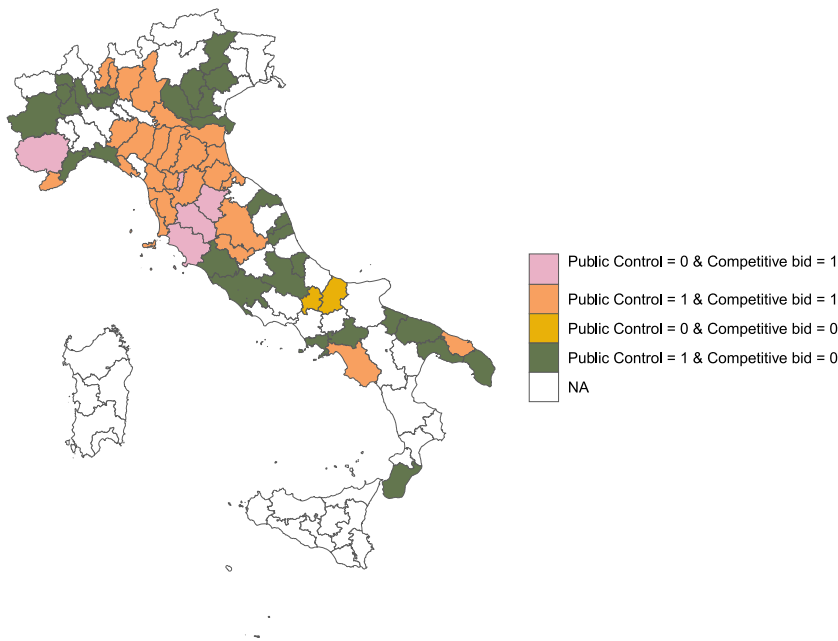 Public Control = 0 & Competitive bid = 1
Public Control = 1 & Competitive bid = 1
Public Control = 0 & Competitive bid = 0
Public Control = 1 & Competitive bid = 0
NA